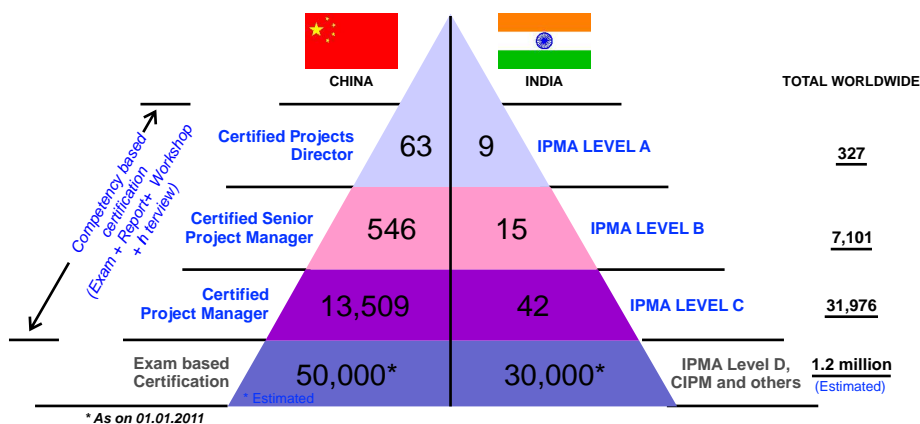 CHINA
INDIA
TOTAL WORLDWIDE
Competency based
certification
(Exam + Report+ Workshop
+ h terview)
Certified Projects
Director
63
9
IPMA LEVEL A
327
Certified Senior
Project Manager
546
15
IPMA LEVEL B
7,101
Certified
Project Manager
13,509
42
IPMA LEVEL C
31,976
Exam based
Certification
50,000*
* Estimated
30,000*
IPMA Level D,
CIPM and others
1.2 million
(Estimated)
* As on 01.01.2011